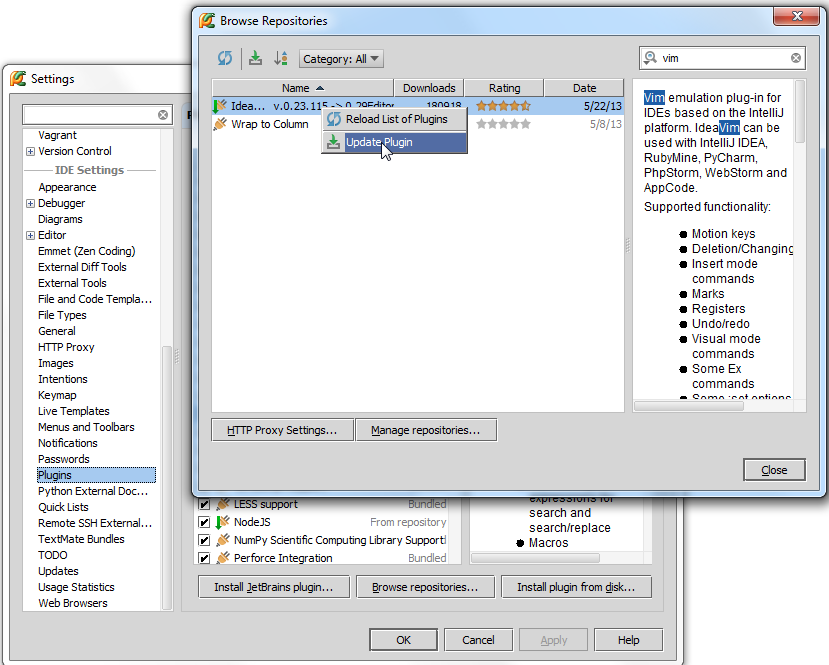 Browse Repositories
Category: All
vim
Name Downloads Rating Date
Idea... v.0.23.115 -> 0.29Editor 180918 5/22/13
Wrap to Column 5/8/13
Reload List of Plugins
Update Plugin
Vim emulation plug-in for
IDEs based on the IntelliJ
platform. IdeaVim can be
used with IntelliJ IDEA,
RubyMine, PyCharm,
PhpStorm, WebStorm and
AppCode.
Supported functionality:
Motion keys
Deletion/Changing
Insert mode
commands
Marks
Registers
Undo/redo
Visual mode
commands
Some Ex
commands
Some :set options
HTTP Proxy Settings...
Manage repositories...
Close
Settings
Vagrant
Version Control
IDE Settings
Appearance
Debugger
Diagrams
Editor
Emmet (Zen Coding)
External Diff Tools
External Tools
File and Code Templa...
File Types
General
HTTP Proxy
Images
Intentions
Keymap
Live Templates
Menus and Toolbars
Notifications
Passwords
Plugins
Python External Doc...
Quick Lists
Remote SSH External...
TextMate Bundles
TODO
Updates
Usage Statistics
Web Browsers
LESS support Bundled
NodeJS From repository
NumPy Scientific Computing Library Support
Perforce Integration Bundled
expressions for
search and
search/replace
Macros
Install JetBrains plugin...
Browse repositories...
Install plugin from disk...
OK
Cancel
Apply
Help